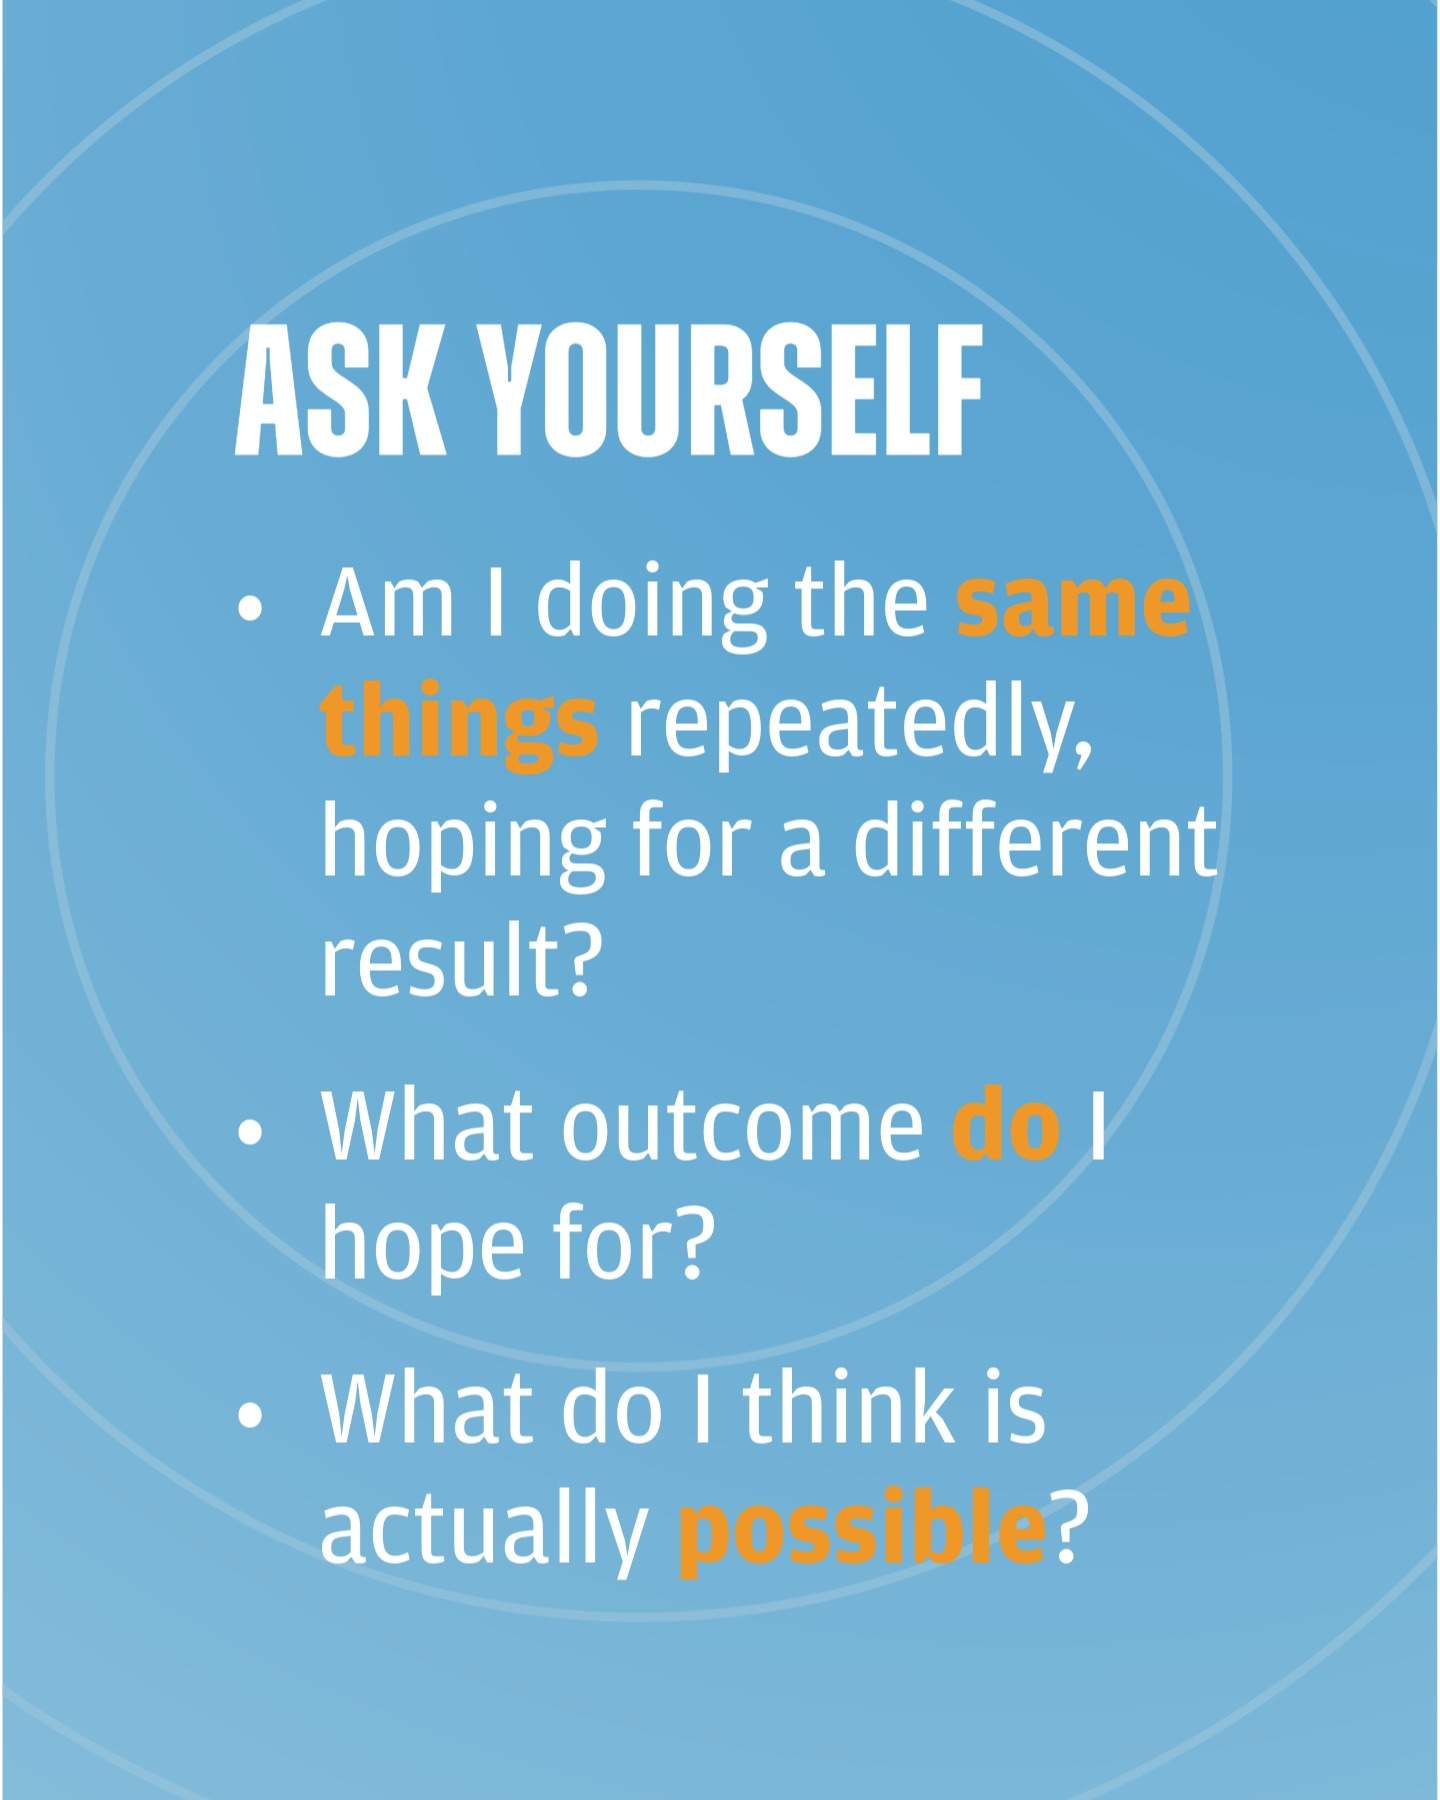 ASK YOURSELF
• Am I doing the same
things repeatedly,
hoping for a different
result?
• What outcome do I
hope for?
• What do I think is
actually possible?